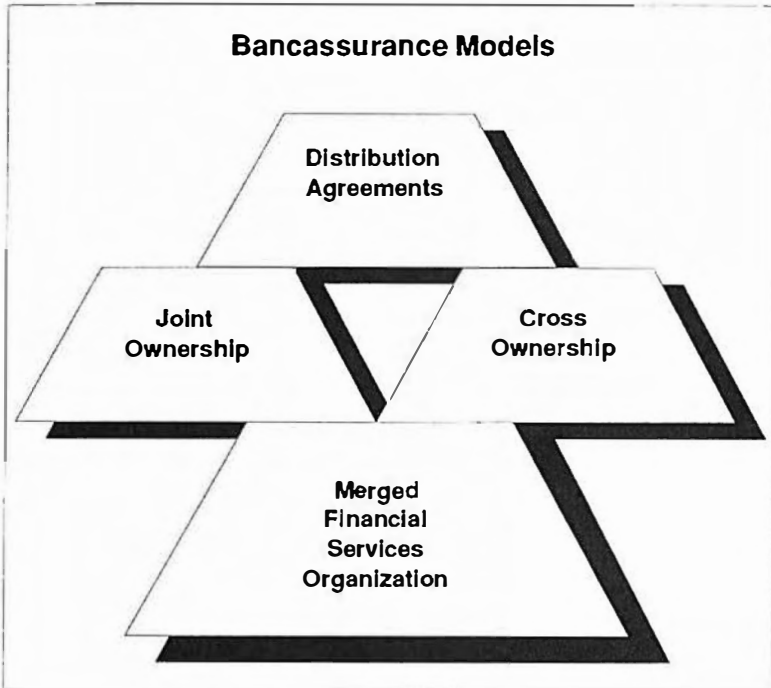 Bancassurance Models
Distribution
Agreements
Joint
Ownership
Cross
Ownership
Merged
Financial
Services
Organization